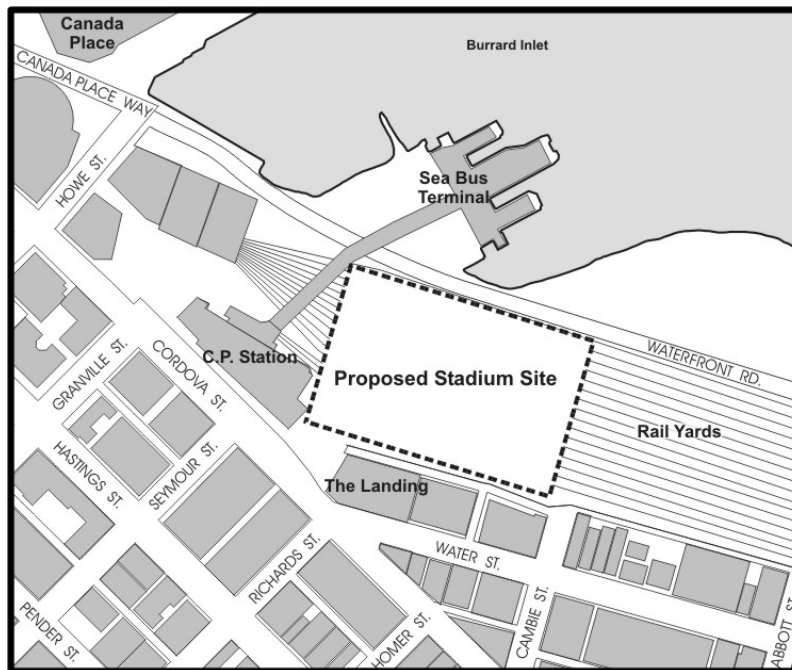 Canada
Place
Burrard Inlet
CANADA PLACE WAY
HOWE ST.
Sea Bus
Terminal
C.P. Station
WATERFRONT RD.
Proposed Stadium Site
GRANVILLE ST.
CORDOVA ST.
Rail Yards
HASTINGS ST.
SEYMOUR ST.
The Landing
WATER ST.
RICHARDS ST.
PENDER ST.
HOMER ST.
CAMBIE ST.
ABBOTT ST.